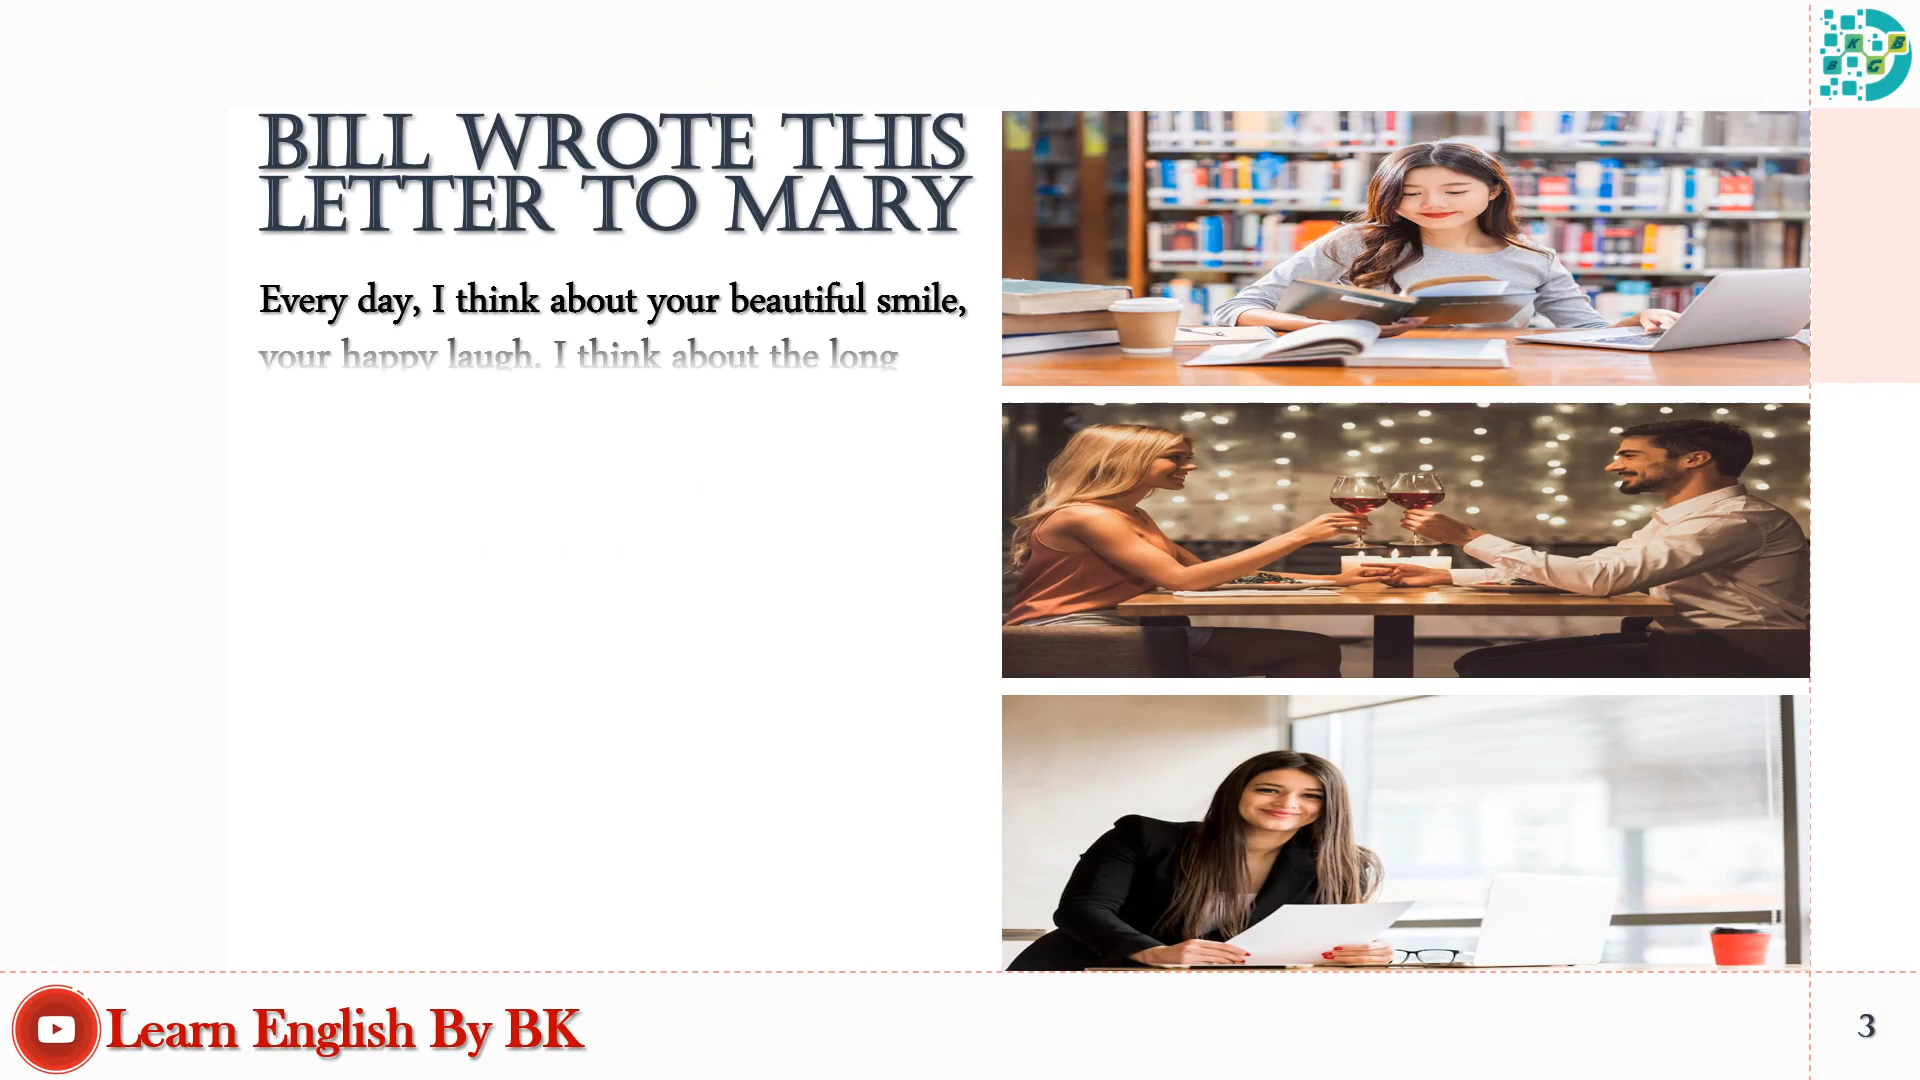 BILL WROTE THIS
LETTER TO MARY
Every day, I think about your beautiful smile,
your happy laugh. I think about the long
Learn English By BK
3
K B
B G